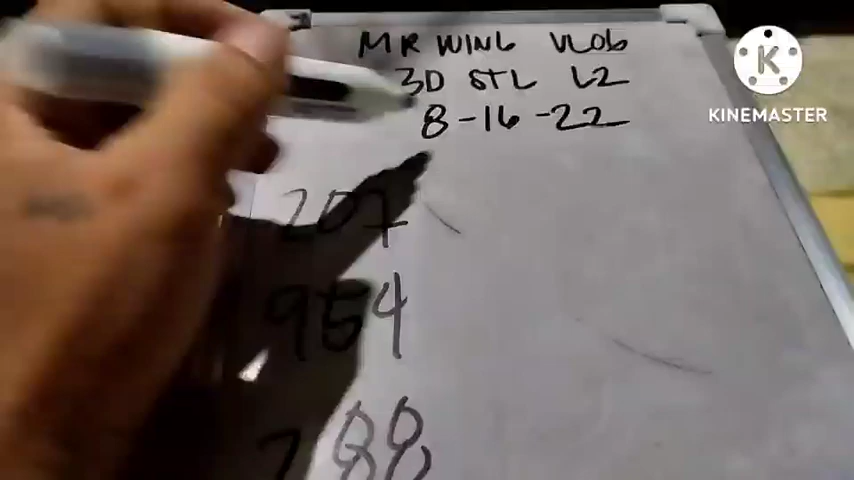 MR WING VLOG
3D STL L2
8-16-22
207
954
788
K
KINEMASTER